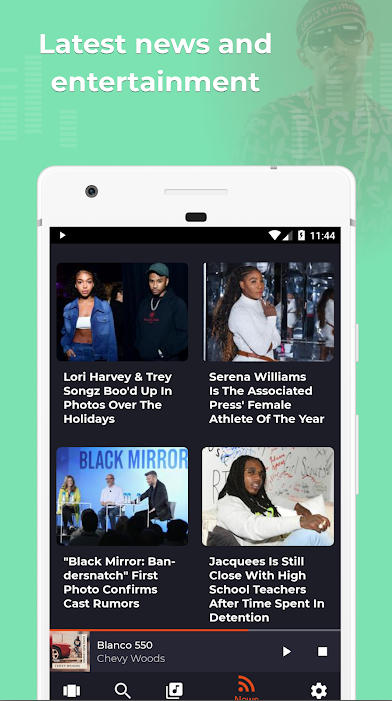 Latest news and
entertainment
11:44
Lori Harvey & Trey
Songz Boo'd Up In
Photos Over The
Holidays
Serena Williams
Is The Associated
Press' Female
Athlete Of The Year
BLACK MIRROR
"Black Mirror: Ban-
dersnatch" First
Photo Confirms
Cast Rumors
Jacquees Is Still
Close With High
School Teachers
After Time Spent In
Detention
Blanco 550
Chevy Woods
News